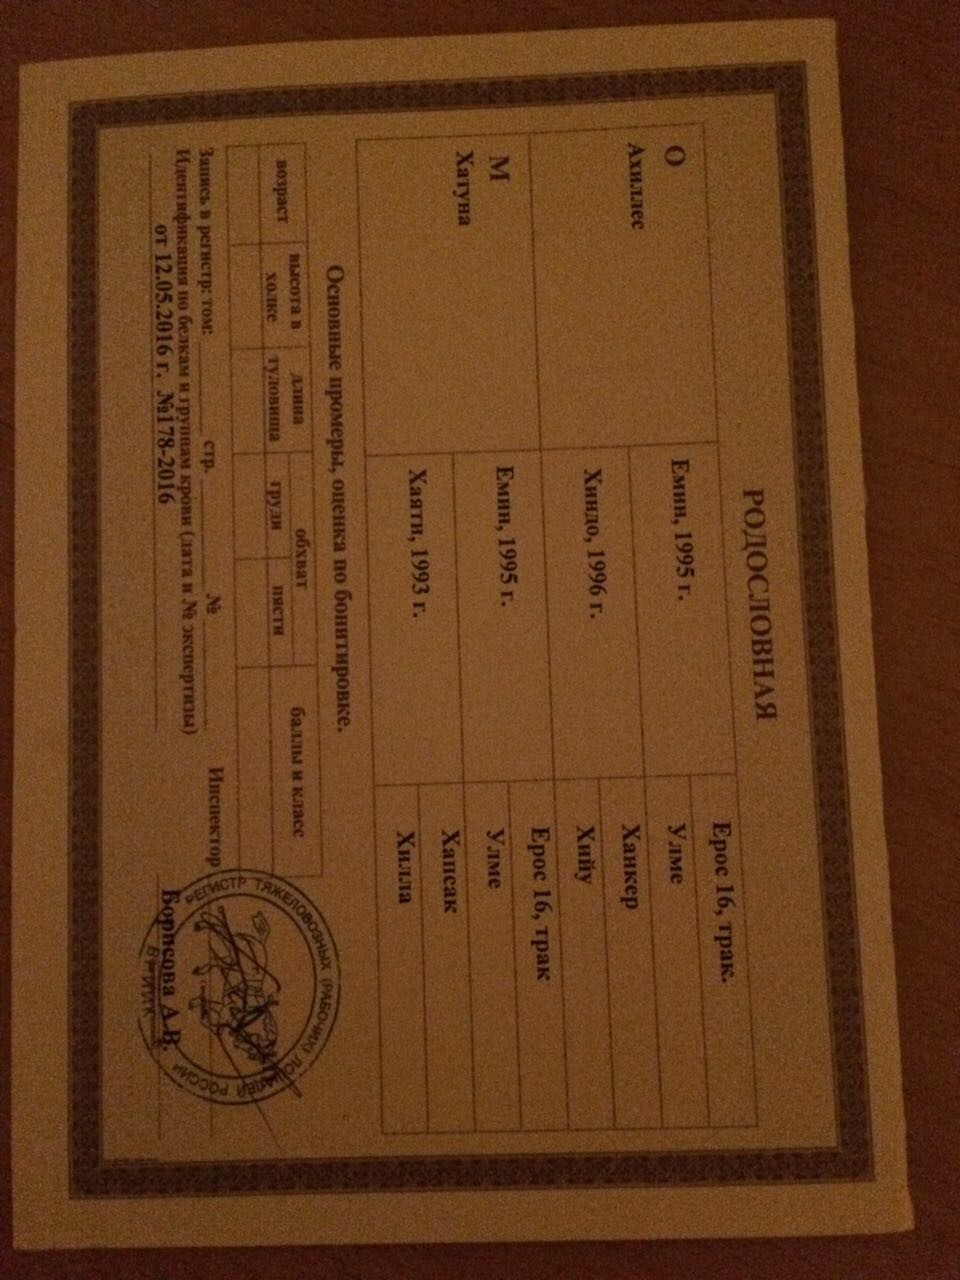 РОДОСЛОВНАЯ
О
Ахиллес
Емин, 1995 г.
Ерос 16, трак.
Улме
Хиндо, 1996 г.
Ханкер
Хийу
М
Хатуна
Емин, 1995 г.
Ерос 16, трак
Улме
Хаяти, 1993 г.
Хапсак
Хилла
Основные промеры, оценка по бонитировке.
возраст
высота в холке
длина туловища
обхват
груди
пясти
баллы и класс
Запись в регистр: том: стр. №
Инспектор
Идентификация по белкам и группам крови (дата и № экспертизы)
от 12.05.2016 г. №178-2016
Борисова А.В.
РЕГИСТР ТЯЖЕЛОВОЗНЫХ (РАБОЧИХ) ЛОШАДЕЙ РОССИИ